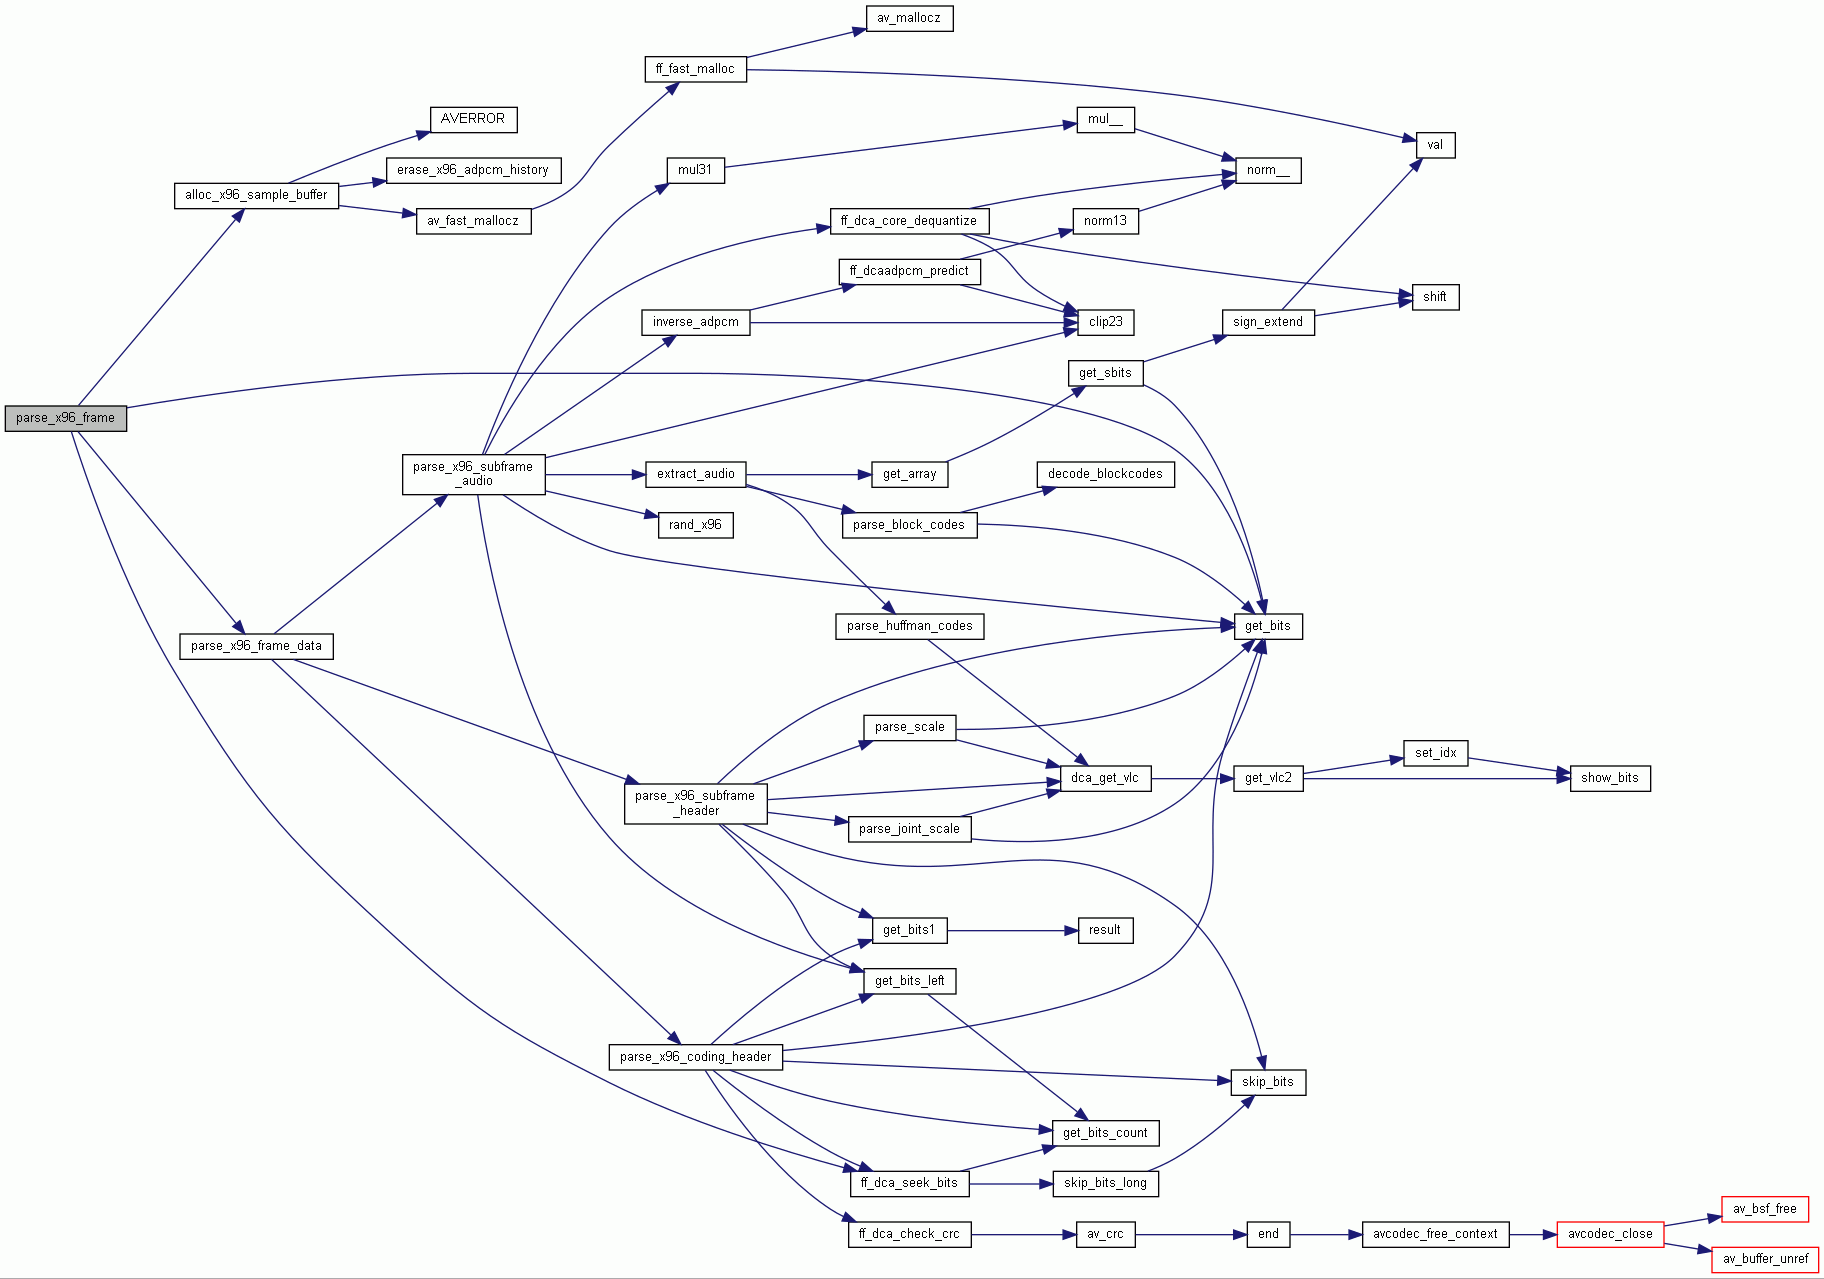 av_mallocz
ff_fast_malloc
AVERROR
mul__
val
erase_x96_adpcm_history
mul31
norm__
alloc_x96_sample_buffer
av_fast_mallocz
ff_dca_core_dequantize
norm13
ff_dcaadpcm_predict
shift
inverse_adpcm
clip23
sign_extend
get_sbits
parse_x96_frame
parse_x96_subframe
_audio
extract_audio
get_array
decode_blockcodes
rand_x96
parse_block_codes
parse_huffman_codes
get_bits
parse_x96_frame_data
parse_scale
set_idx
dca_get_vlc
get_vlc2
show_bits
parse_x96_subframe
_header
parse_joint_scale
get_bits1
result
get_bits_left
parse_x96_coding_header
skip_bits
get_bits_count
ff_dca_seek_bits
skip_bits_long
av_bsf_free
ff_dca_check_crc
av_crc
end
avcodec_free_context
avcodec_close
av_buffer_unref